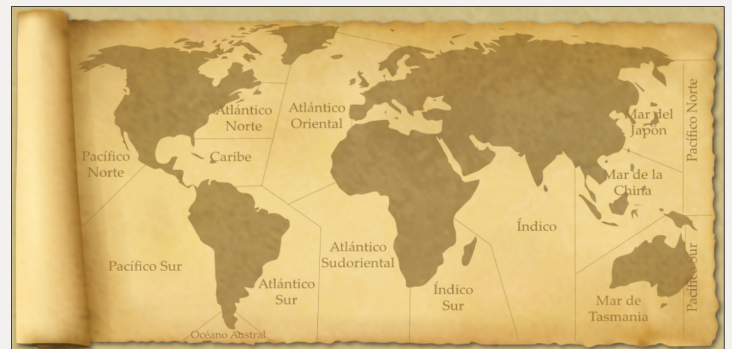 Atlántico
Norte
Atlántico
Oriental
Mar del
Japón
Pacífico Norte
Pacífico
Norte
Caribe
Mar de la
China
Índico
Pacífico Sur
Atlántico
Sudoriental
Pacífico Sur
Atlántico
Sur
Índico
Sur
Mar de
Tasmania
Océano Austral